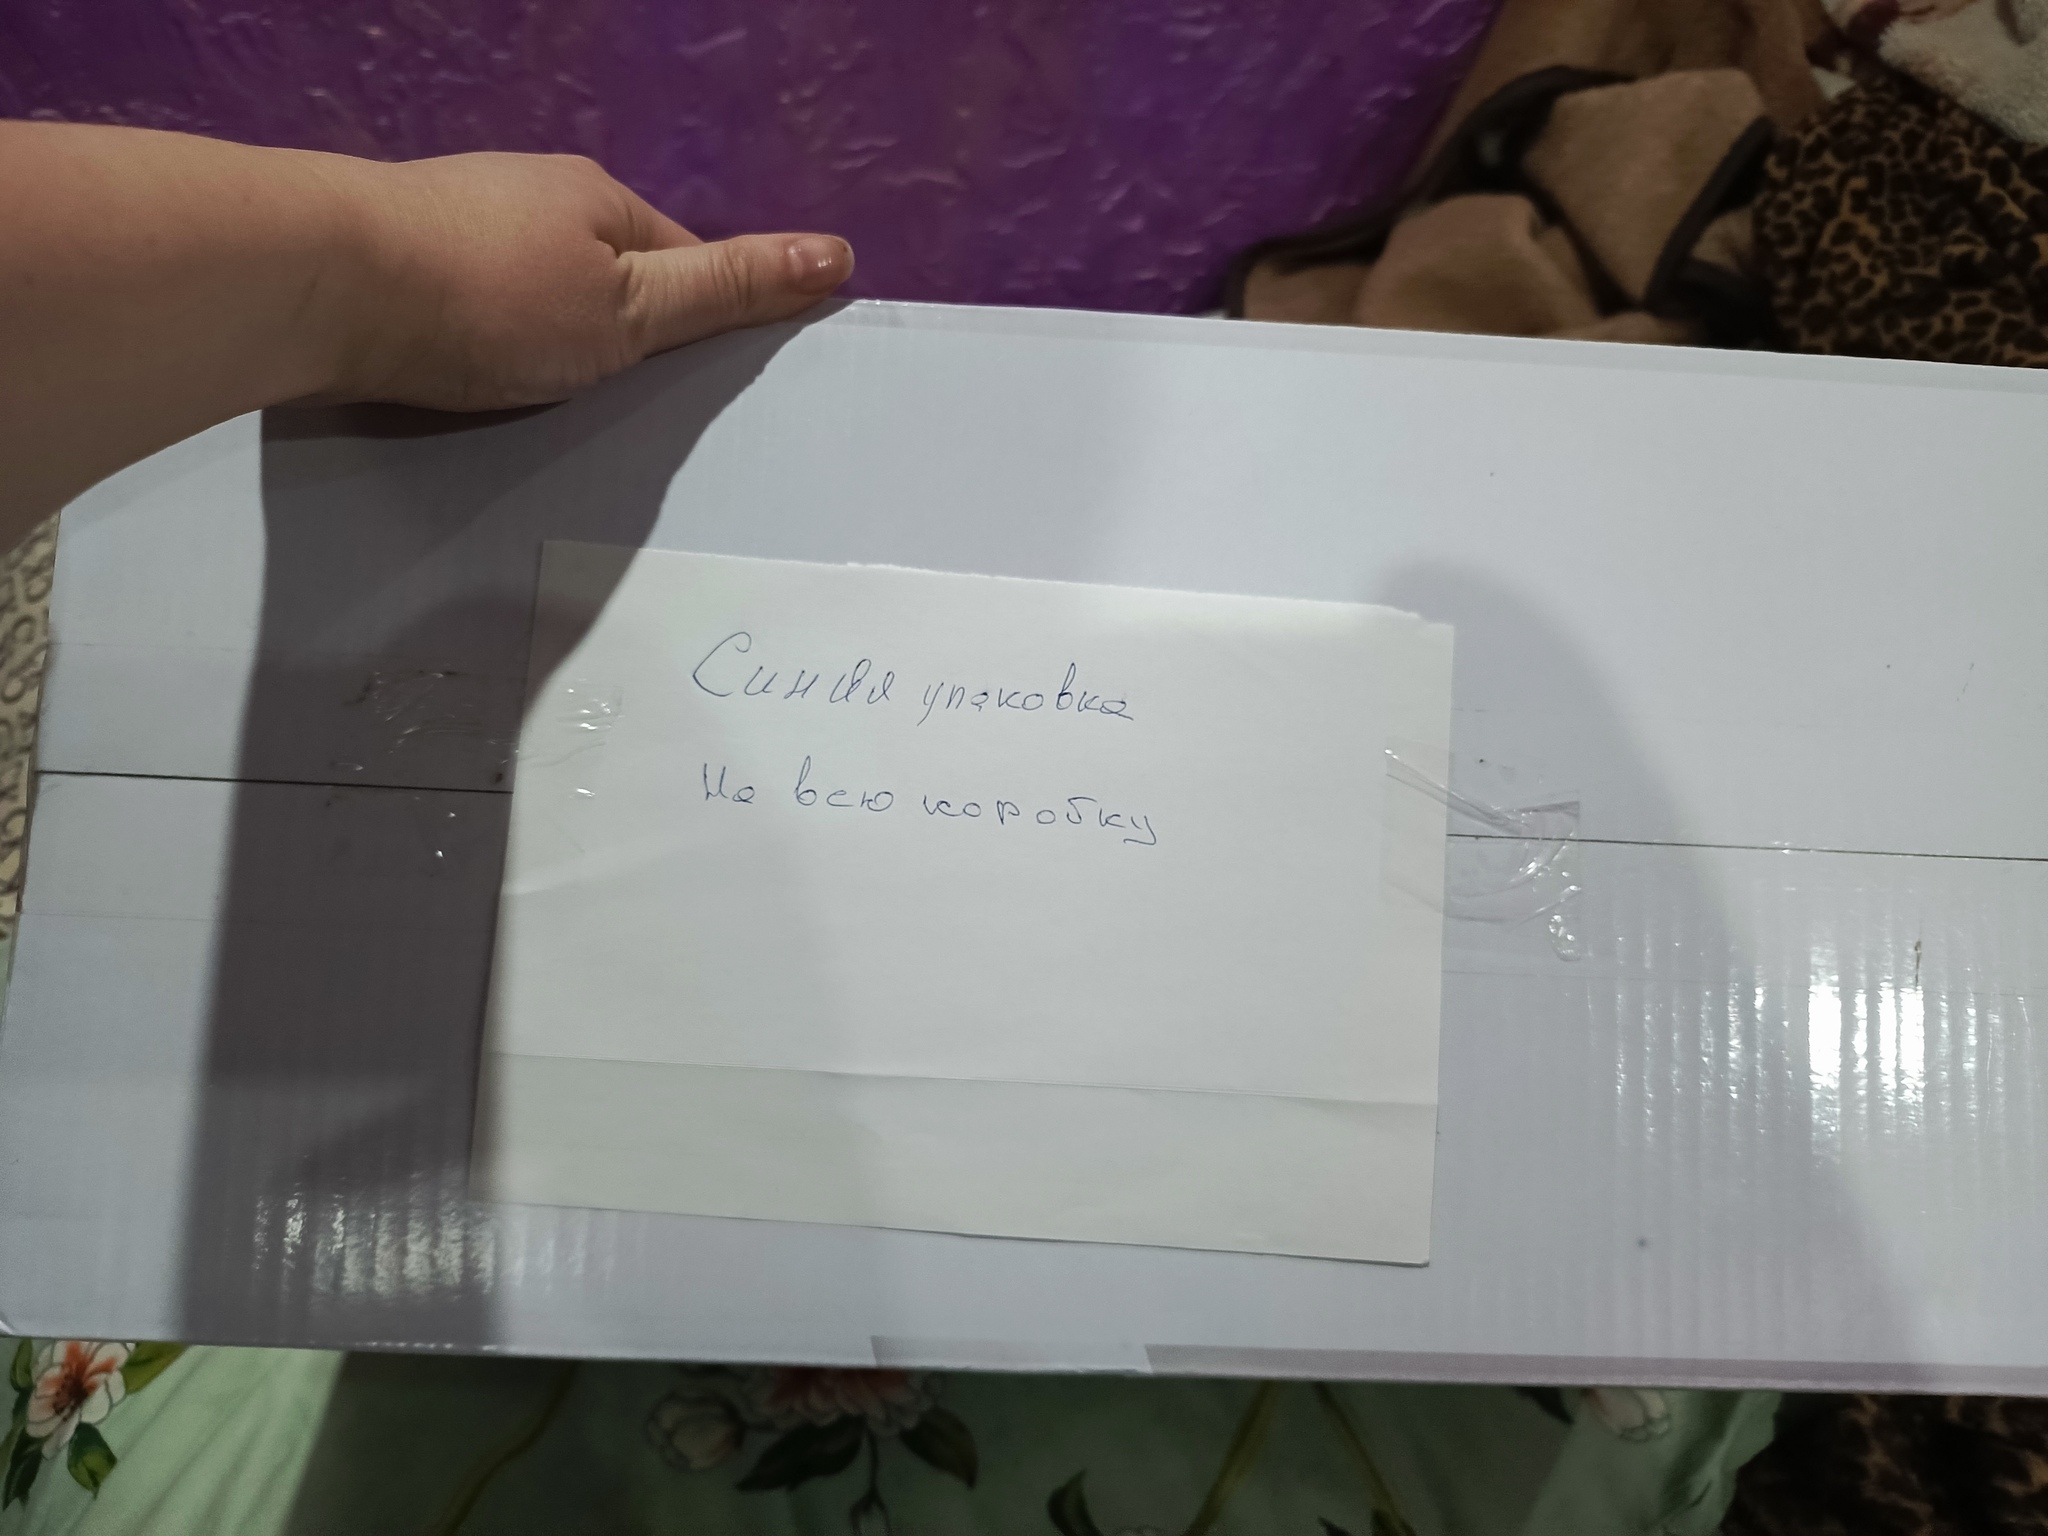 Синяя упаковка
На всю коробку